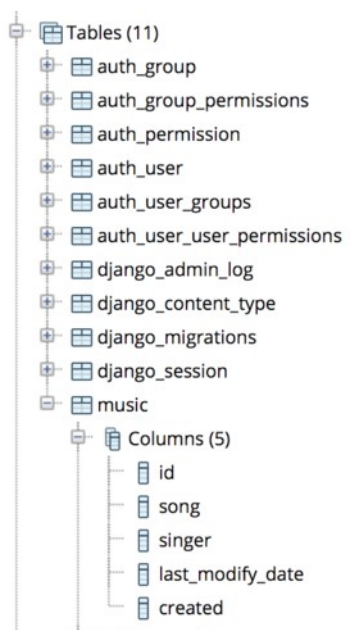 Tables (11)
auth_group
auth_group_permissions
auth_permission
auth_user
auth_user_groups
auth_user_user_permissions
django_admin_log
django_content_type
django_migrations
django_session
music
Columns (5)
id
song
singer
last_modify_date
created